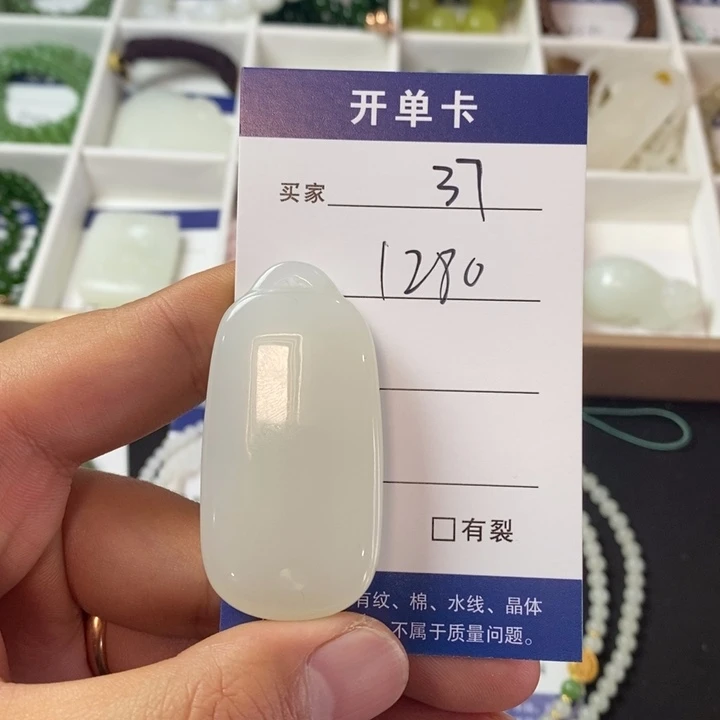 开单卡
买家 37
1280
□有裂
有纹、棉、水线、晶体
不属于质量问题。